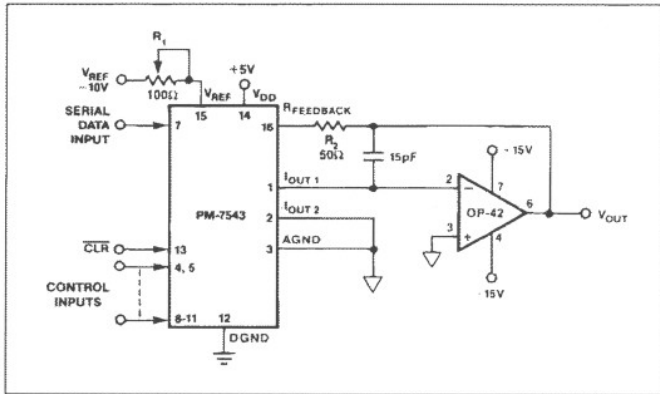 R1
VREF
-10V
100Ω
VREF
15
+5V
VDD
14
SERIAL
DATA
INPUT
7
RFEEDBACK
16
R2
50Ω
15pF
IOUT 1
1
PM-7543
IOUT 2
2
AGND
3
CLR
13
4, 5
CONTROL
INPUTS
8-11
12
DGND
2
-
3
+
OP-42
7
15V
6
VOUT
4
15V